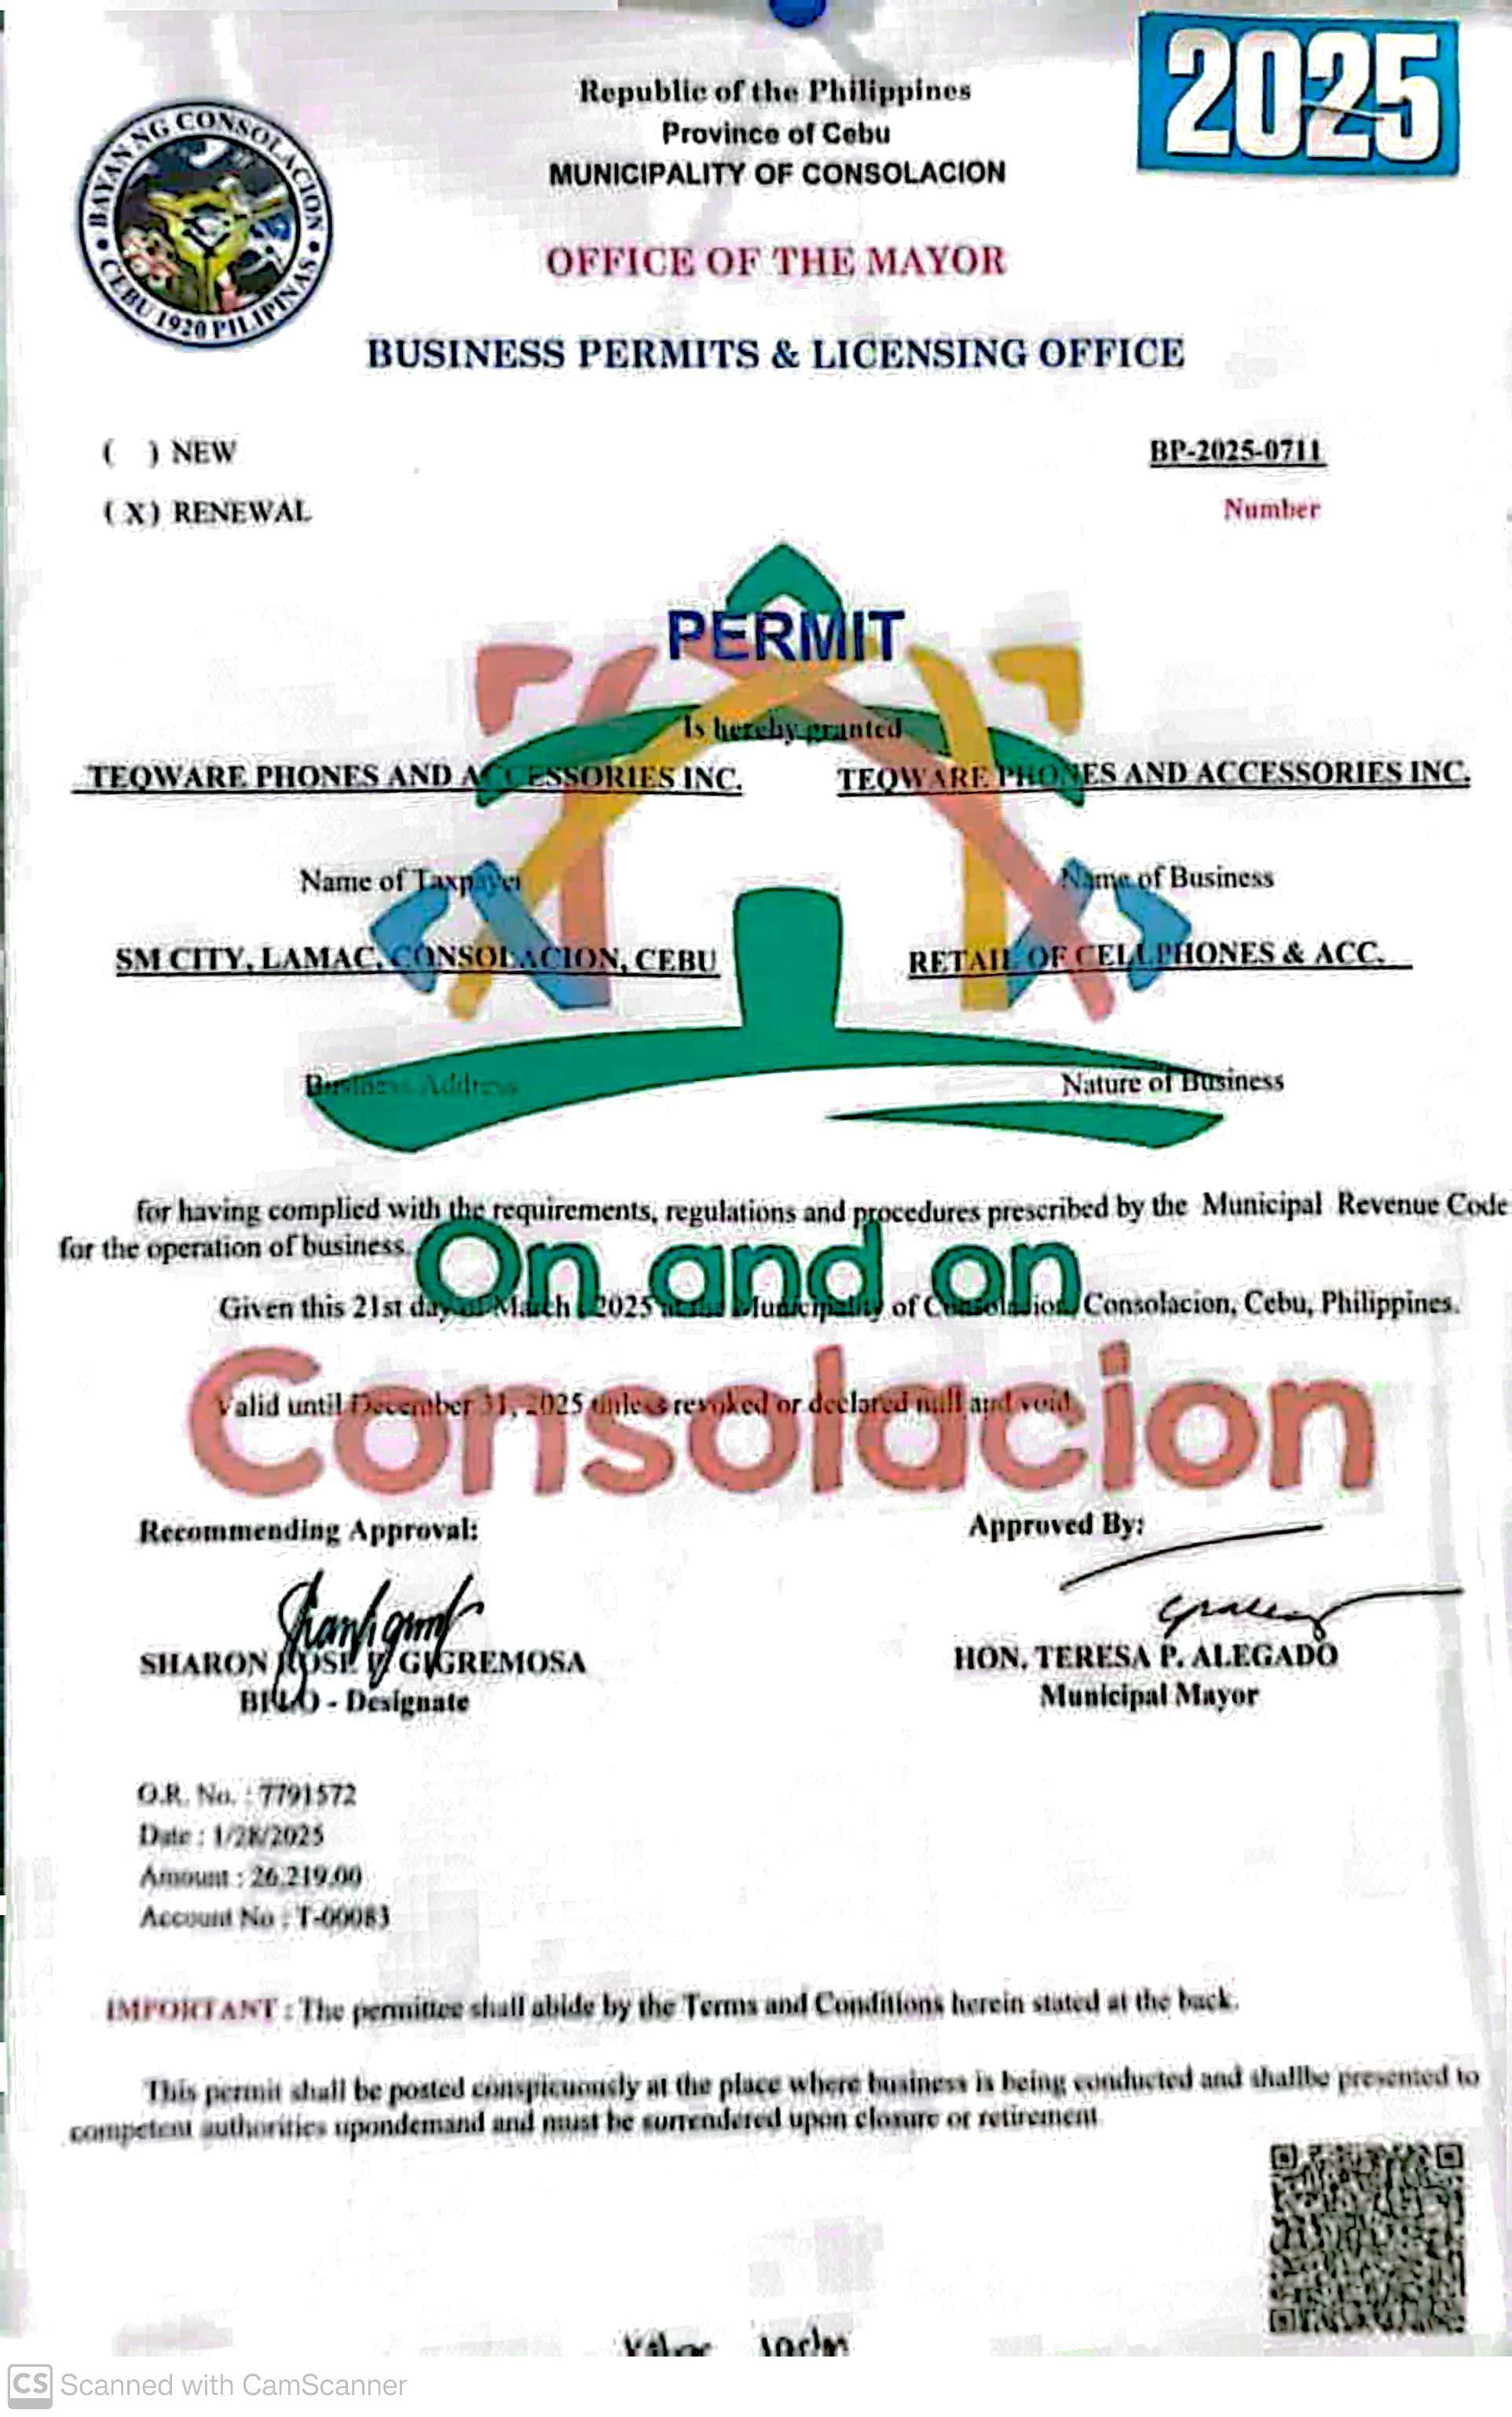 2025
Republic of the Philippines
Province of Cebu
MUNICIPALITY OF CONSOLACION
BAYAN NG CONSOLACION
CEBU 1920 PILIPINAS
OFFICE OF THE MAYOR
BUSINESS PERMITS & LICENSING OFFICE
( ) NEW BP-2025-0711
( X ) RENEWAL Number
PERMIT
Is hereby granted
TEQWARE PHONES AND ACCESSORIES INC. TEQWARE PHONES AND ACCESSORIES INC.
Name of Taxpayer Name of Business
SM CITY, LAMAC, CONSOLACION, CEBU RETAIL OF CELLPHONES & ACC.
Business Address Nature of Business
for having complied with the requirements, regulations and procedures prescribed by the Municipal Revenue Code
for the operation of business.
On and on
Given this 21st day of March , 2025 at the Municipality of Consolacion, Consolacion, Cebu, Philippines.
Consolacion
Valid until December 31, 2025 unless revoked or declared null and void.
Recommending Approval: Approved By:
SHARON ROSE GIGREMOSA HON. TERESA P. ALEGADO
BPLO - Designate Municipal Mayor
O.R. No. : 7791572
Date : 1/28/2025
Amount : 26,219.00
Account No : T-00083
IMPORTANT : The permittee shall abide by the Terms and Conditions herein stated at the back.
This permit shall be posted conspicuously at the place where business is being conducted and shallbe presented to
competent authorities upondemand and must be surrendered upon closure or retirement
CS Scanned with CamScanner